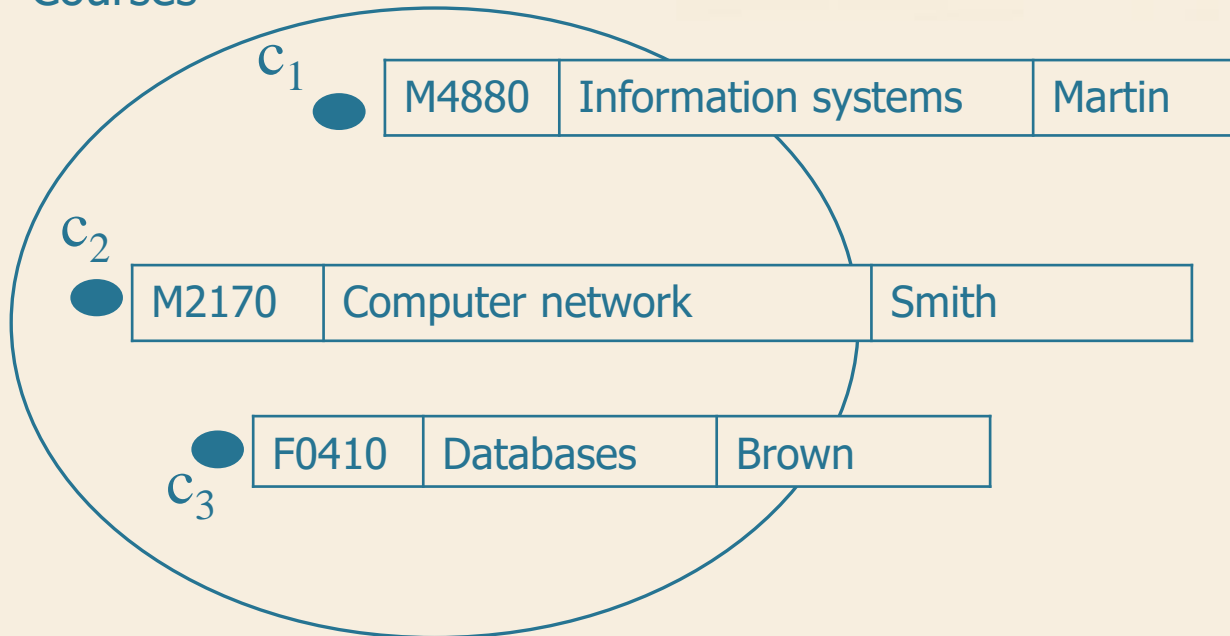 Courses
c1 M4880 Information systems Martin
c2 M2170 Computer network Smith
c3 F0410 Databases Brown